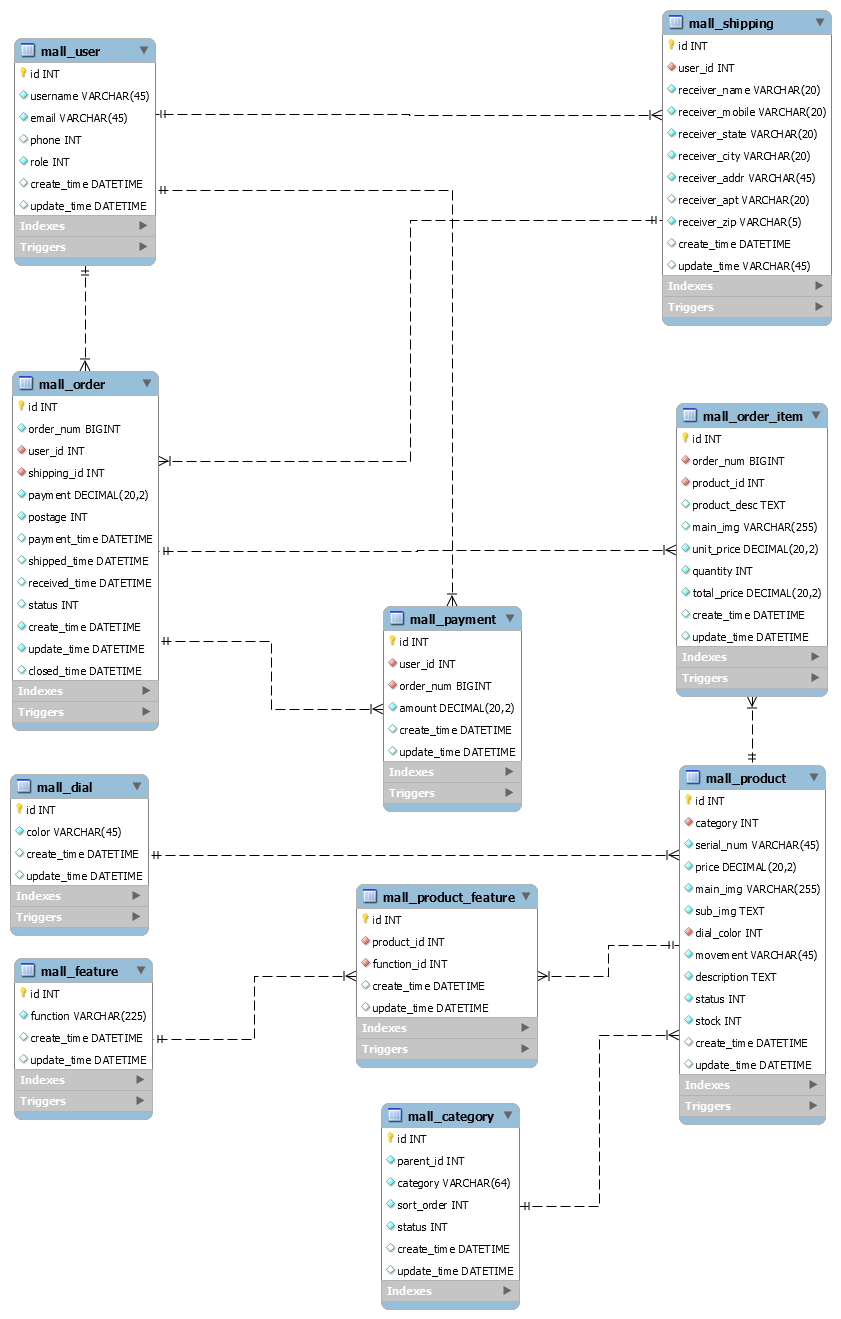 mall_user
id INT
username VARCHAR(45)
email VARCHAR(45)
phone INT
role INT
create_time DATETIME
update_time DATETIME
Indexes
Triggers
mall_shipping
id INT
user_id INT
receiver_name VARCHAR(20)
receiver_mobile VARCHAR(20)
receiver_state VARCHAR(20)
receiver_city VARCHAR(20)
receiver_addr VARCHAR(45)
receiver_apt VARCHAR(20)
receiver_zip VARCHAR(5)
create_time DATETIME
update_time VARCHAR(45)
Indexes
Triggers
mall_order
id INT
order_num BIGINT
user_id INT
shipping_id INT
payment DECIMAL(20,2)
postage INT
payment_time DATETIME
shipped_time DATETIME
received_time DATETIME
status INT
create_time DATETIME
update_time DATETIME
closed_time DATETIME
Indexes
Triggers
mall_order_item
id INT
order_num BIGINT
product_id INT
product_desc TEXT
main_img VARCHAR(255)
unit_price DECIMAL(20,2)
quantity INT
total_price DECIMAL(20,2)
create_time DATETIME
update_time DATETIME
Indexes
Triggers
mall_payment
id INT
user_id INT
order_num BIGINT
amount DECIMAL(20,2)
create_time DATETIME
update_time DATETIME
Indexes
Triggers
mall_dial
id INT
color VARCHAR(45)
create_time DATETIME
update_time DATETIME
Indexes
Triggers
mall_product
id INT
category INT
serial_num VARCHAR(45)
price DECIMAL(20,2)
main_img VARCHAR(255)
sub_img TEXT
dial_color INT
movement VARCHAR(45)
description TEXT
status INT
stock INT
create_time DATETIME
update_time DATETIME
Indexes
Triggers
mall_product_feature
id INT
product_id INT
function_id INT
create_time DATETIME
update_time DATETIME
Indexes
Triggers
mall_feature
id INT
function VARCHAR(225)
create_time DATETIME
update_time DATETIME
Indexes
Triggers
mall_category
id INT
parent_id INT
category VARCHAR(64)
sort_order INT
status INT
create_time DATETIME
update_time DATETIME
Indexes